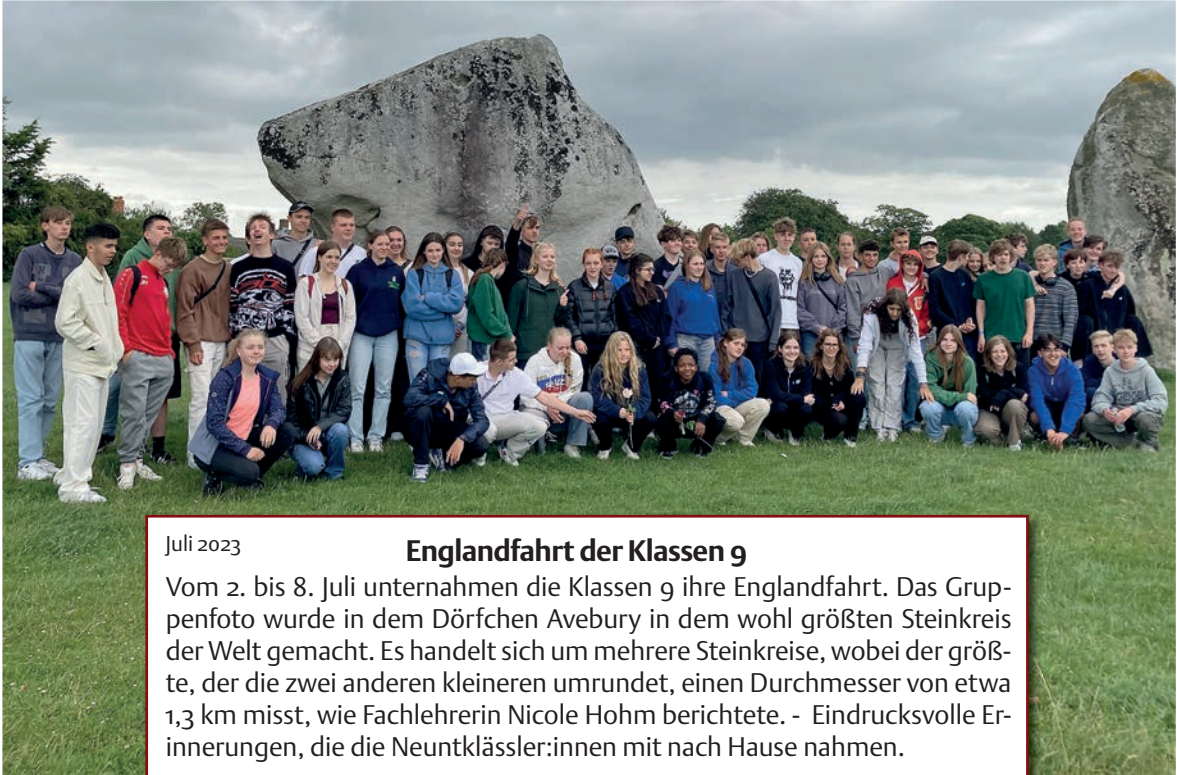 Juli 2023
Englandfahrt der Klassen 9
Vom 2. bis 8. Juli unternahmen die Klassen 9 ihre Englandfahrt. Das Grup-
penfoto wurde in dem Dörfchen Avebury in dem wohl größten Steinkreis
der Welt gemacht. Es handelt sich um mehrere Steinkreise, wobei der größ-
te, der die zwei anderen kleineren umrundet, einen Durchmesser von etwa
1,3 km misst, wie Fachlehrerin Nicole Hohm berichtete. - Eindrucksvolle Er-
innerungen, die die Neuntklässler:innen mit nach Hause nahmen.